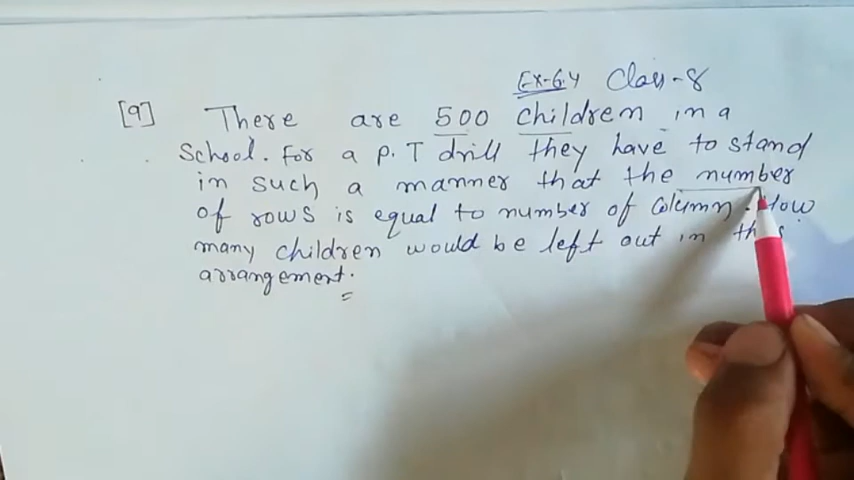 Ex-6.4 Class-8
[9] There are 500 children in a
School. For a P.T drill they have to stand
in such a manner that the number
of rows is equal to number of Column. How
many children would be left out in this
arrangement.